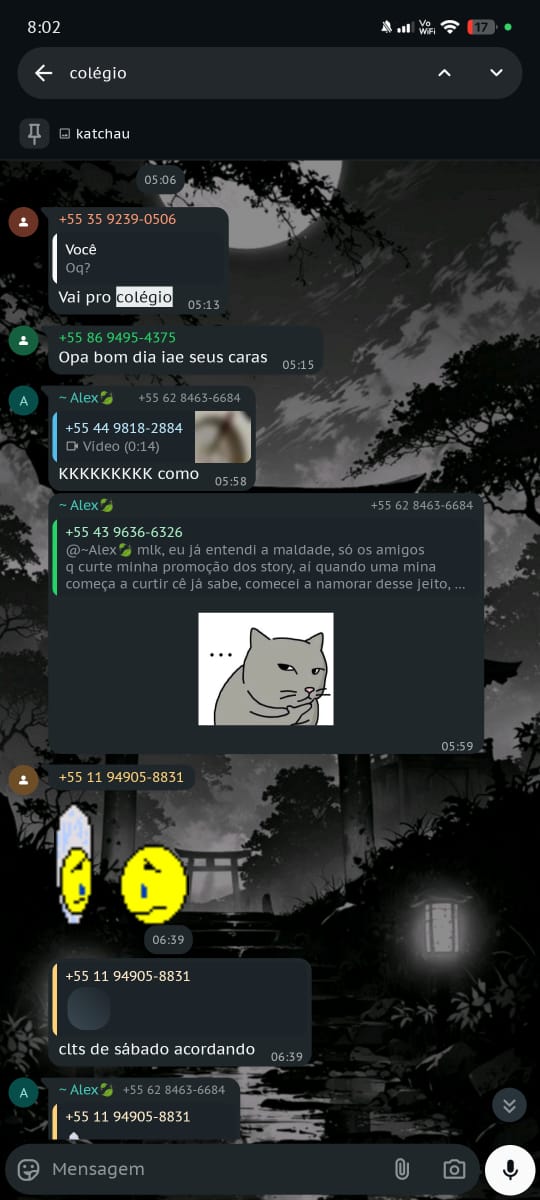 8:02
Vo
WiFi
17
colégio
katchau
05:06
+55 35 9239-0506
Você
Oq?
Vai pro colégio
05:13
+55 86 9495-4375
Opa bom dia iae seus caras
05:15
A
~ Alex🍃 +55 62 8463-6684
+55 44 9818-2884
Vídeo (0:14)
KKKKKKKKK como
05:58
~ Alex🍃 +55 62 8463-6684
+55 43 9636-6326
@~Alex🍃 mlk, eu já entendi a maldade, só os amigos
q curte minha promoção dos story, aí quando uma mina
começa a curtir cê já sabe, comecei a namorar desse jeito, ...
...
05:59
+55 11 94905-8831
06:39
+55 11 94905-8831
clts de sábado acordando
06:39
A
~ Alex🍃 +55 62 8463-6684
+55 11 94905-8831
Mensagem